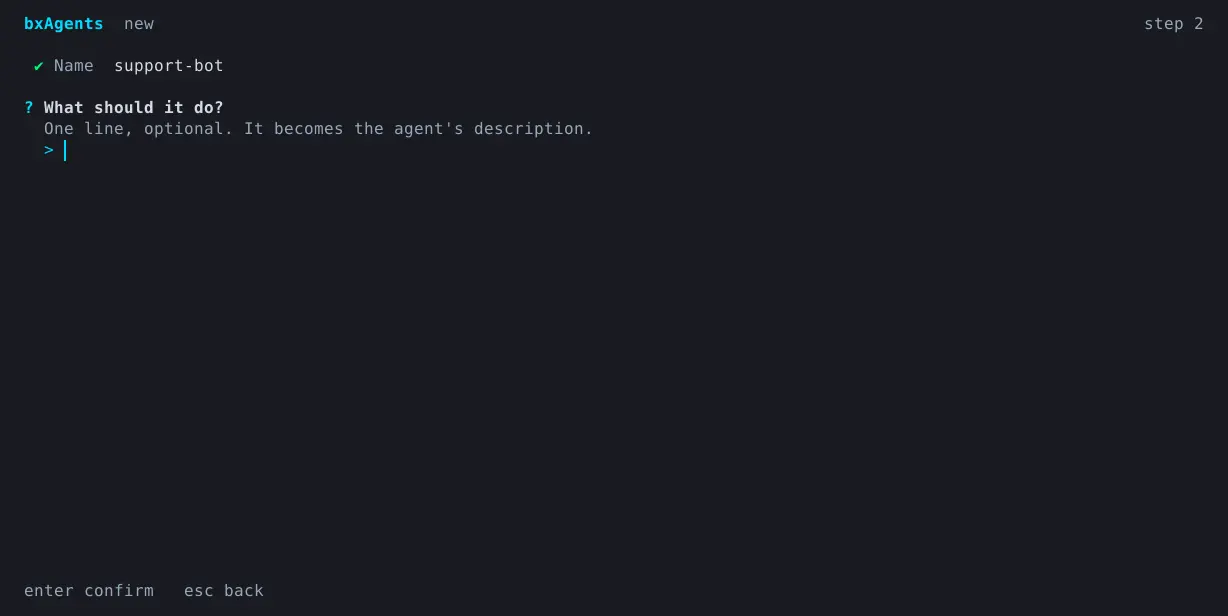 bxAgents new step 2
✔ Name support-bot
? What should it do?
One line, optional. It becomes the agent's description.
>
enter confirm esc back